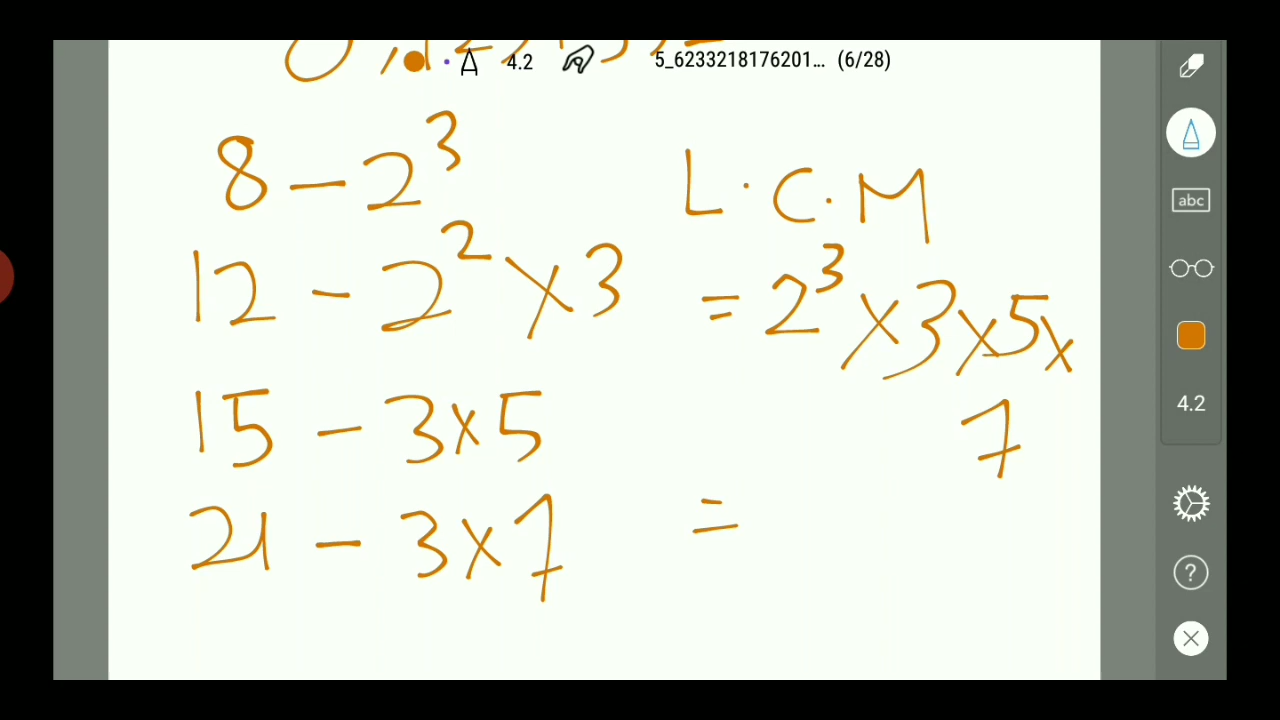 4.2 5_6233218176201... (6/28)
8 - 2³
12 - 2² × 3
15 - 3 × 5
21 - 3 × 7
L.C.M
= 2³ × 3 × 5 ×
7
=
abc
4.2
?